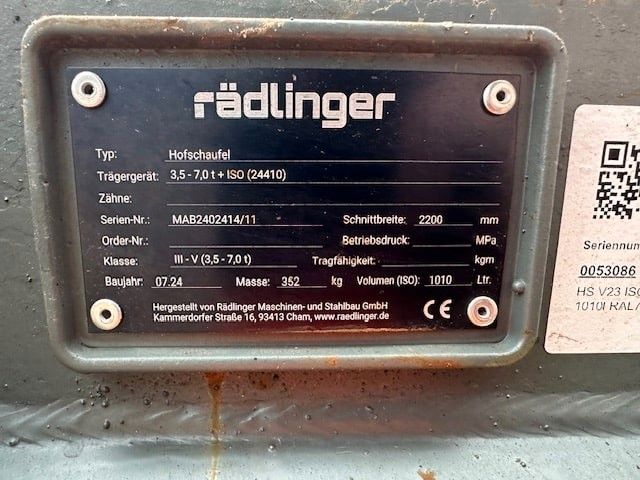 rädlinger
Typ: Hofschaufel
Trägergerät: 3,5 - 7,0 t + ISO (24410)
Zähne:
Serien-Nr.: MAB2402414/11 Schnittbreite: 2200 mm
Order-Nr.: Betriebsdruck: MPa
Klasse: III - V (3,5 - 7,0 t) Tragfähigkeit: kgm
Baujahr: 07.24 Masse: 352 kg Volumen (ISO): 1010 Ltr.
Hergestellt von Rädlinger Maschinen- und Stahlbau GmbH
Kammerdorfer Straße 16, 93413 Cham, www.raedlinger.de
CE
Seriennum
0053086
HS V23 ISO
1010l RAL